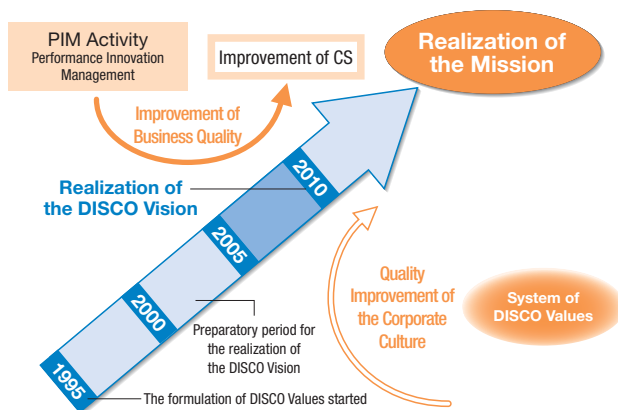 PIM Activity
Performance Innovation
Management
Improvement of CS
Realization of
the Mission
Improvement of
Business Quality
Realization of
the DISCO Vision
2010
2005
2000
1995
Quality
Improvement of
the Corporate
Culture
System of
DISCO Values
Preparatory period for
the realization of
the DISCO Vision
The formulation of DISCO Values started